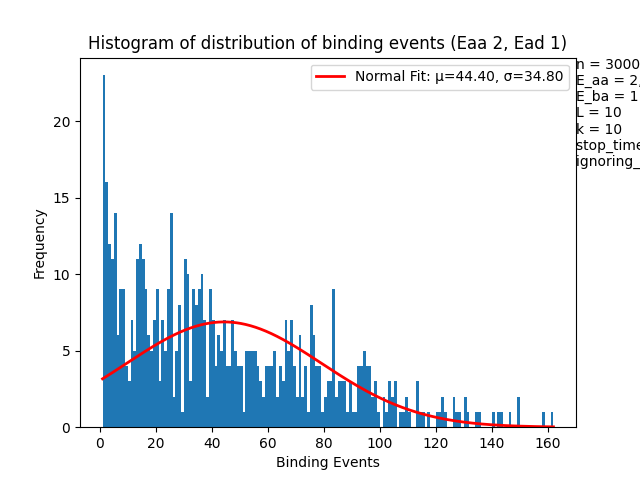 Histogram of distribution of binding events (Eaa 2, Ead 1)
Normal Fit: μ=44.40, σ=34.80
n = 3000
E_aa = 2,
E_ba = 1
L = 10
k = 10
stop_time
ignoring_
Frequency
20
15
10
5
0
0 20 40 60 80 100 120 140 160
Binding Events